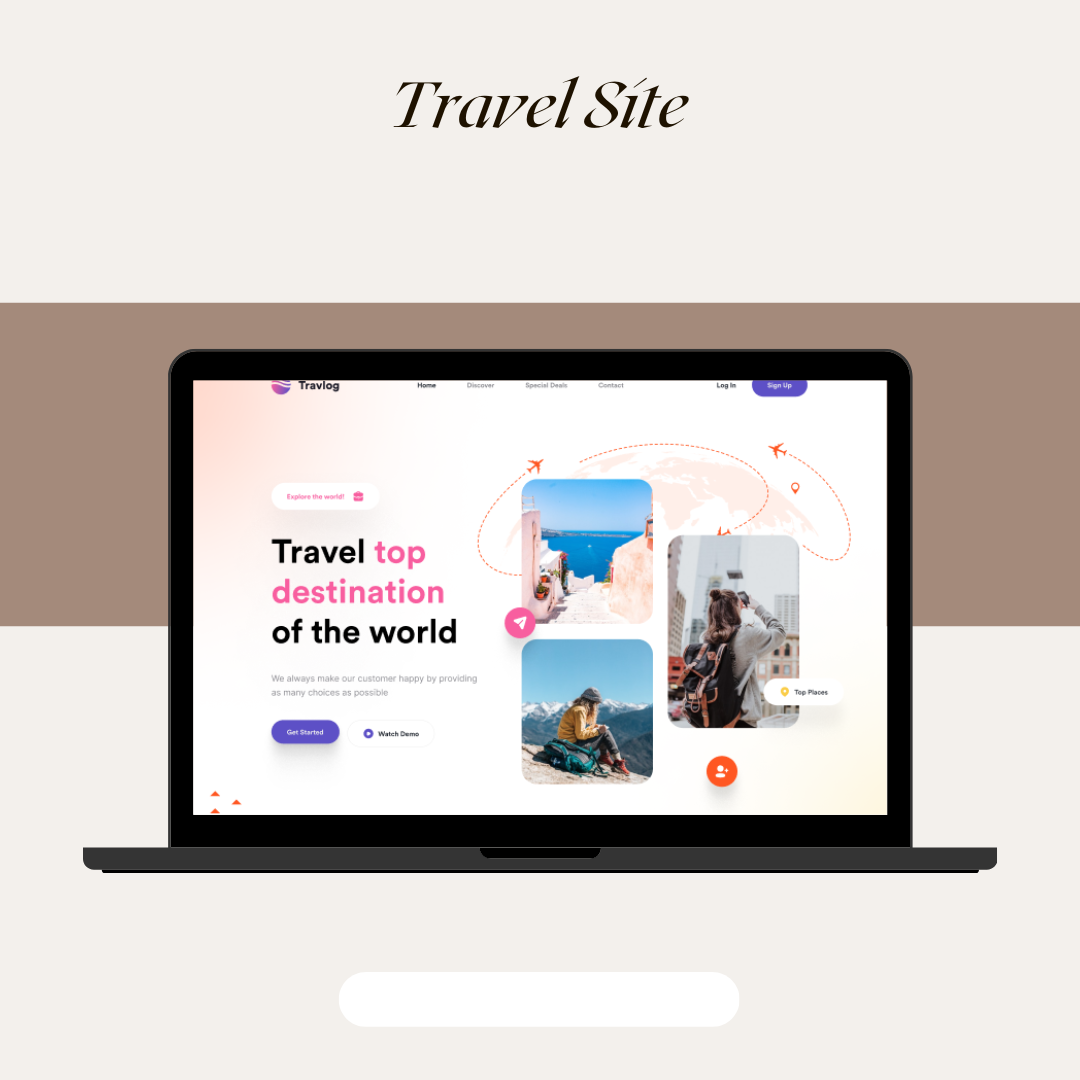 Travel Site
Travlog
Home
Discover
Special Deals
Contact
Log In
Sign Up
Explore the world!
Travel top
destination
of the world
We always make our customer happy by providing
as many choices as possible
Get Started
Watch Demo
Top Places